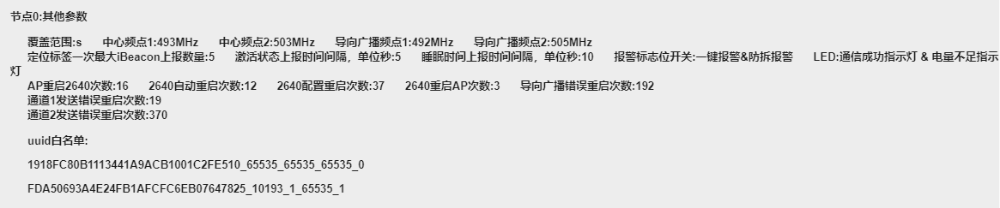 节点0:其他参数
覆盖范围:s 中心频点1:493MHz 中心频点2:503MHz 导向广播频点1:492MHz 导向广播频点2:505MHz
定位标签一次最大iBeacon上报数量:5 激活状态上报时间间隔，单位秒:5 睡眠时间上报时间间隔，单位秒:10 报警标志位开关:一键报警&防拆报警 LED:通信成功指示灯 & 电量不足指示
灯
AP重启2640次数:16 2640自动重启次数:12 2640配置重启次数:37 2640重启AP次数:3 导向广播错误重启次数:192
通道1发送错误重启次数:19
通道2发送错误重启次数:370
uuid白名单:
1918FC80B1113441A9ACB1001C2FE510_65535_65535_65535_0
FDA50693A4E24FB1AFCFC6EB07647825_10193_1_65535_1